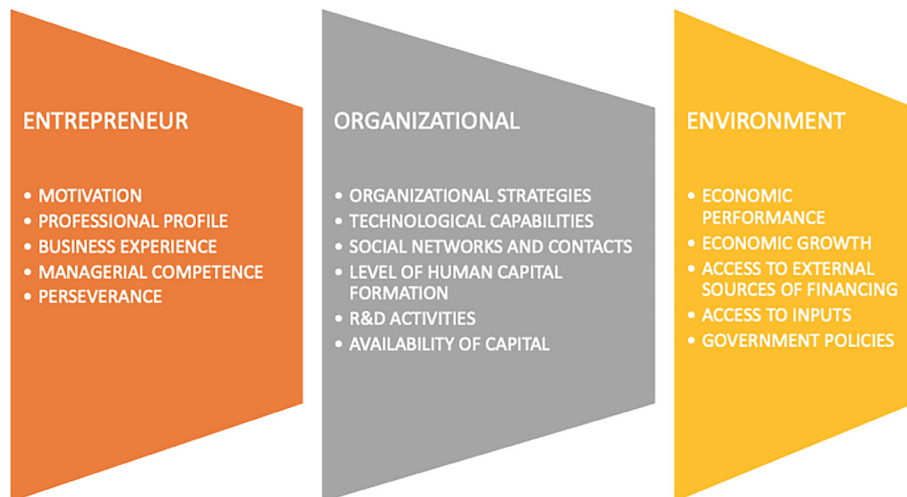 ENTREPRENEUR
• MOTIVATION
• PROFESSIONAL PROFILE
• BUSINESS EXPERIENCE
• MANAGERIAL COMPETENCE
• PERSEVERANCE
ORGANIZATIONAL
• ORGANIZATIONAL STRATEGIES
• TECHNOLOGICAL CAPABILITIES
• SOCIAL NETWORKS AND CONTACTS
• LEVEL OF HUMAN CAPITAL
FORMATION
• R&D ACTIVITIES
• AVAILABILITY OF CAPITAL
ENVIRONMENT
• ECONOMIC
PERFORMANCE
• ECONOMIC GROWTH
• ACCESS TO EXTERNAL
SOURCES OF FINANCING
• ACCESS TO INPUTS
• GOVERNMENT POLICIES